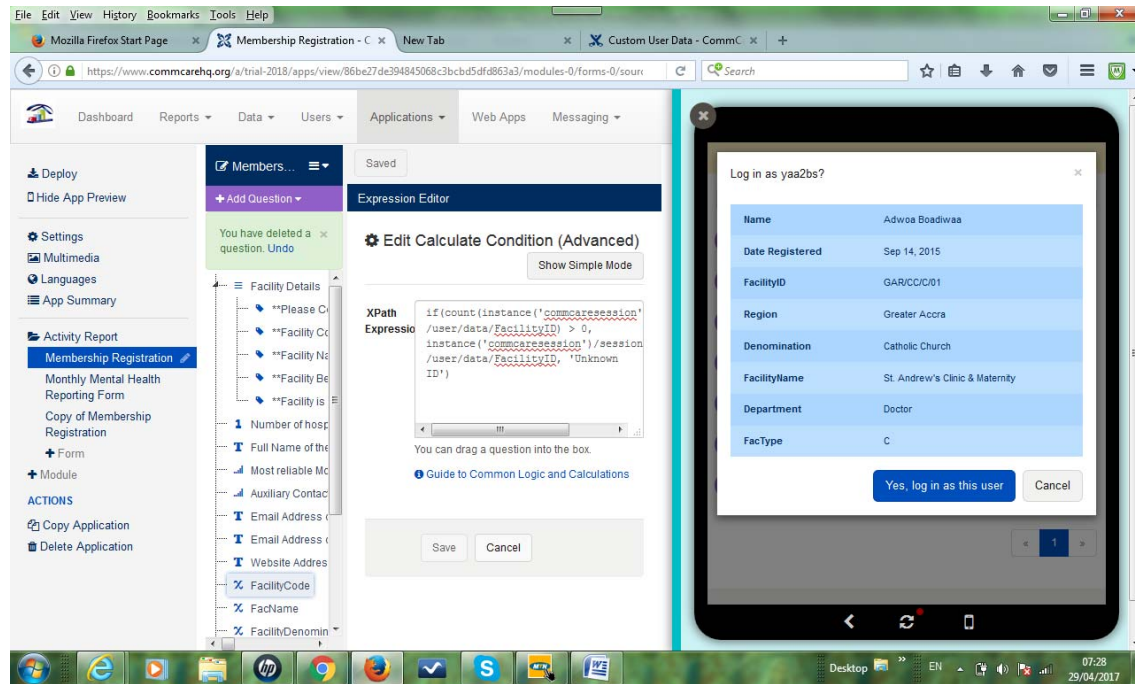 File Edit View History Bookmarks Tools Help
Mozilla Firefox Start Page × Membership Registration - C × New Tab × Custom User Data - CommC × +
https://www.commcarehq.org/a/trial-2018/apps/view/86be27de394845068c3bcbd5dfd863a3/modules-0/forms-0/sourc
Search
Dashboard Reports Data Users Applications Web Apps Messaging
Deploy
Hide App Preview
Settings
Multimedia
Languages
App Summary
Activity Report
Membership Registration
Monthly Mental Health
Reporting Form
Copy of Membership
Registration
+ Form
+ Module
ACTIONS
Copy Application
Delete Application
Members...
+ Add Question
You have deleted a ×
question. Undo
Facility Details
**Please C
**Facility Co
**Facility Na
**Facility Be
**Facility is
1 Number of hosp
T Full Name of the
Most reliable Mo
Auxiliary Contac
T Email Address
T Email Address
T Website Addres
FacilityCode
FacName
FacilityDenomin
Saved
Expression Editor
Edit Calculate Condition (Advanced)
Show Simple Mode
XPath
Expressio
if(count(instance('commcaresession'
/user/data/FacilityID) > 0,
instance('commcaresession')/session
/user/data/FacilityID, 'Unknown
ID')
You can drag a question into the box.
Guide to Common Logic and Calculations
Save Cancel
Log in as yaa2bs? ×
Name Adwoa Boadiwaa
Date Registered Sep 14, 2015
FacilityID GAR/CC/C/01
Region Greater Accra
Denomination Catholic Church
FacilityName St. Andrew's Clinic & Maternity
Department Doctor
FacType C
Yes, log in as this user Cancel
« 1 »
hp S MTN W
Desktop » EN 07:28
29/04/2017